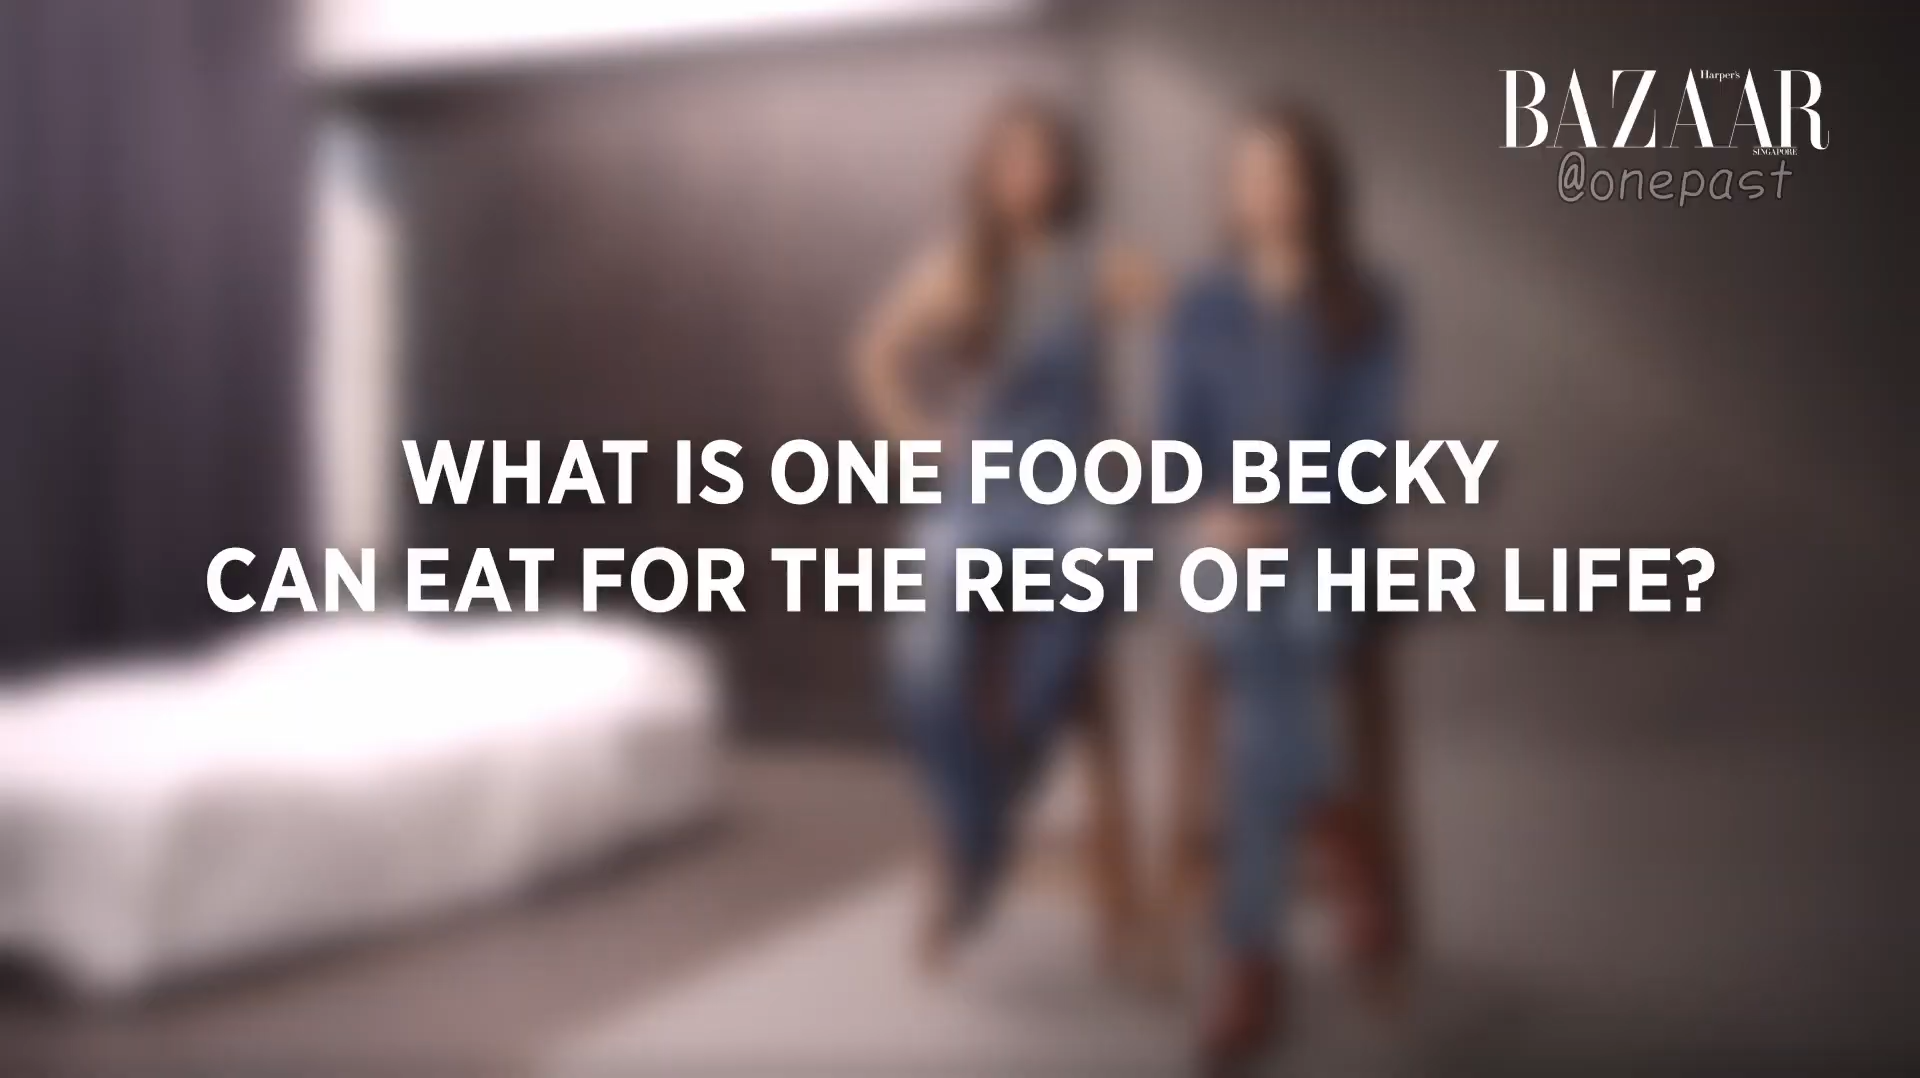 Harper's
BAZAAR
SINGAPORE
@onepast
WHAT IS ONE FOOD BECKY
CAN EAT FOR THE REST OF HER LIFE?